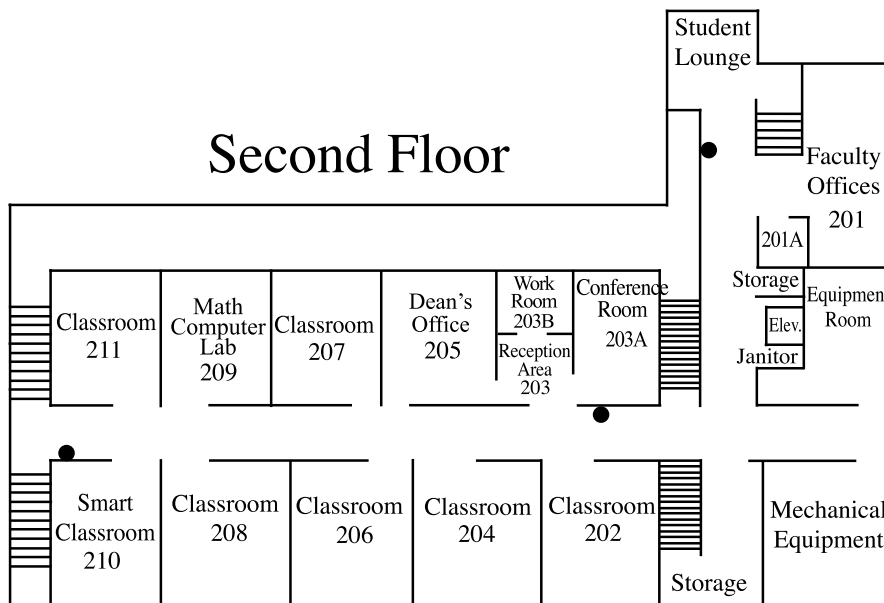 Student
Lounge
Second Floor
Faculty
Offices
201
201A
Storage
Equipment
Room
Elev.
Janitor
Classroom
211
Math
Computer
Lab
209
Classroom
207
Dean's
Office
205
Work
Room
203B
Reception
Area
203
Conference
Room
203A
Smart
Classroom
210
Classroom
208
Classroom
206
Classroom
204
Classroom
202
Storage
Mechanical
Equipment